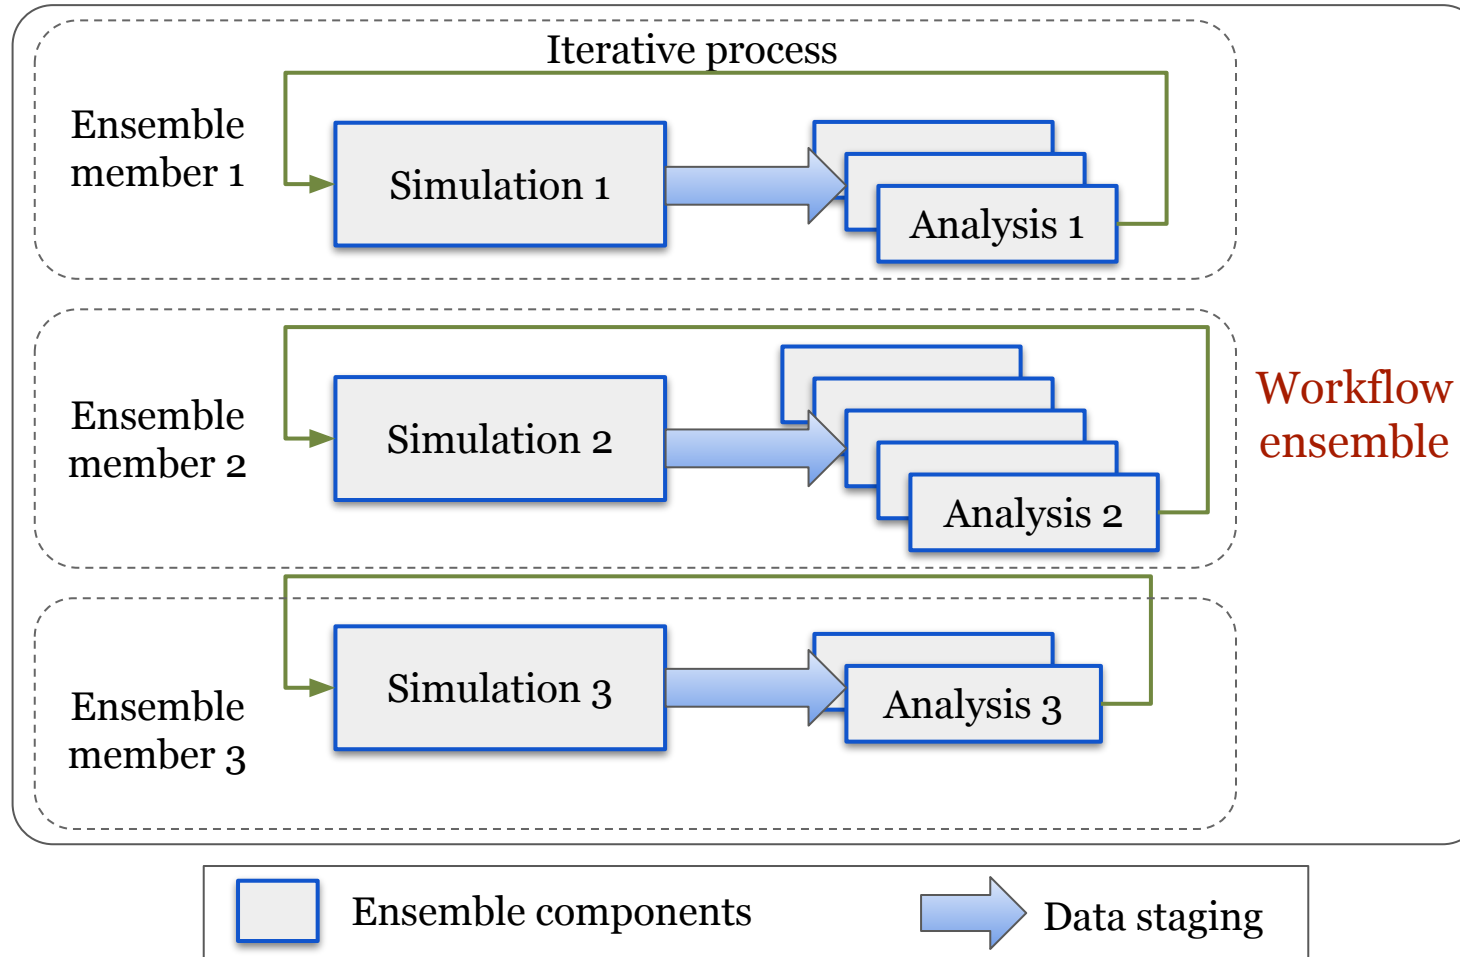 Iterative process
Ensemble
member 1
Simulation 1
Analysis 1
Ensemble
member 2
Simulation 2
Analysis 2
Workflow
ensemble
Ensemble
member 3
Simulation 3
Analysis 3
Ensemble components
Data staging